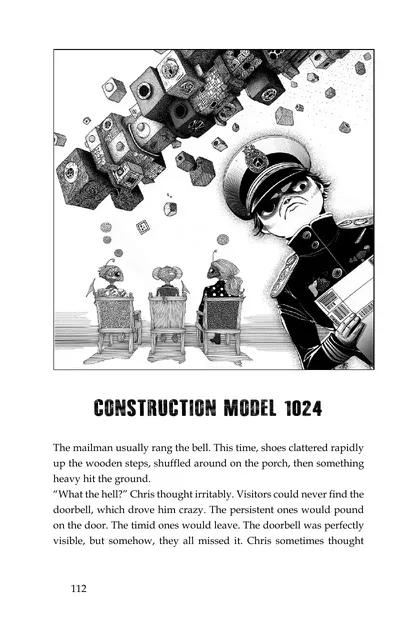 CONSTRUCTION MODEL 1024
The mailman usually rang the bell. This time, shoes clattered rapidly
up the wooden steps, shuffled around on the porch, then something
heavy hit the ground.
“What the hell?” Chris thought irritably. Visitors could never find the
doorbell, which drove him crazy. The persistent ones would pound
on the door. The timid ones would leave. The doorbell was perfectly
visible, but somehow, they all missed it. Chris sometimes thought
112